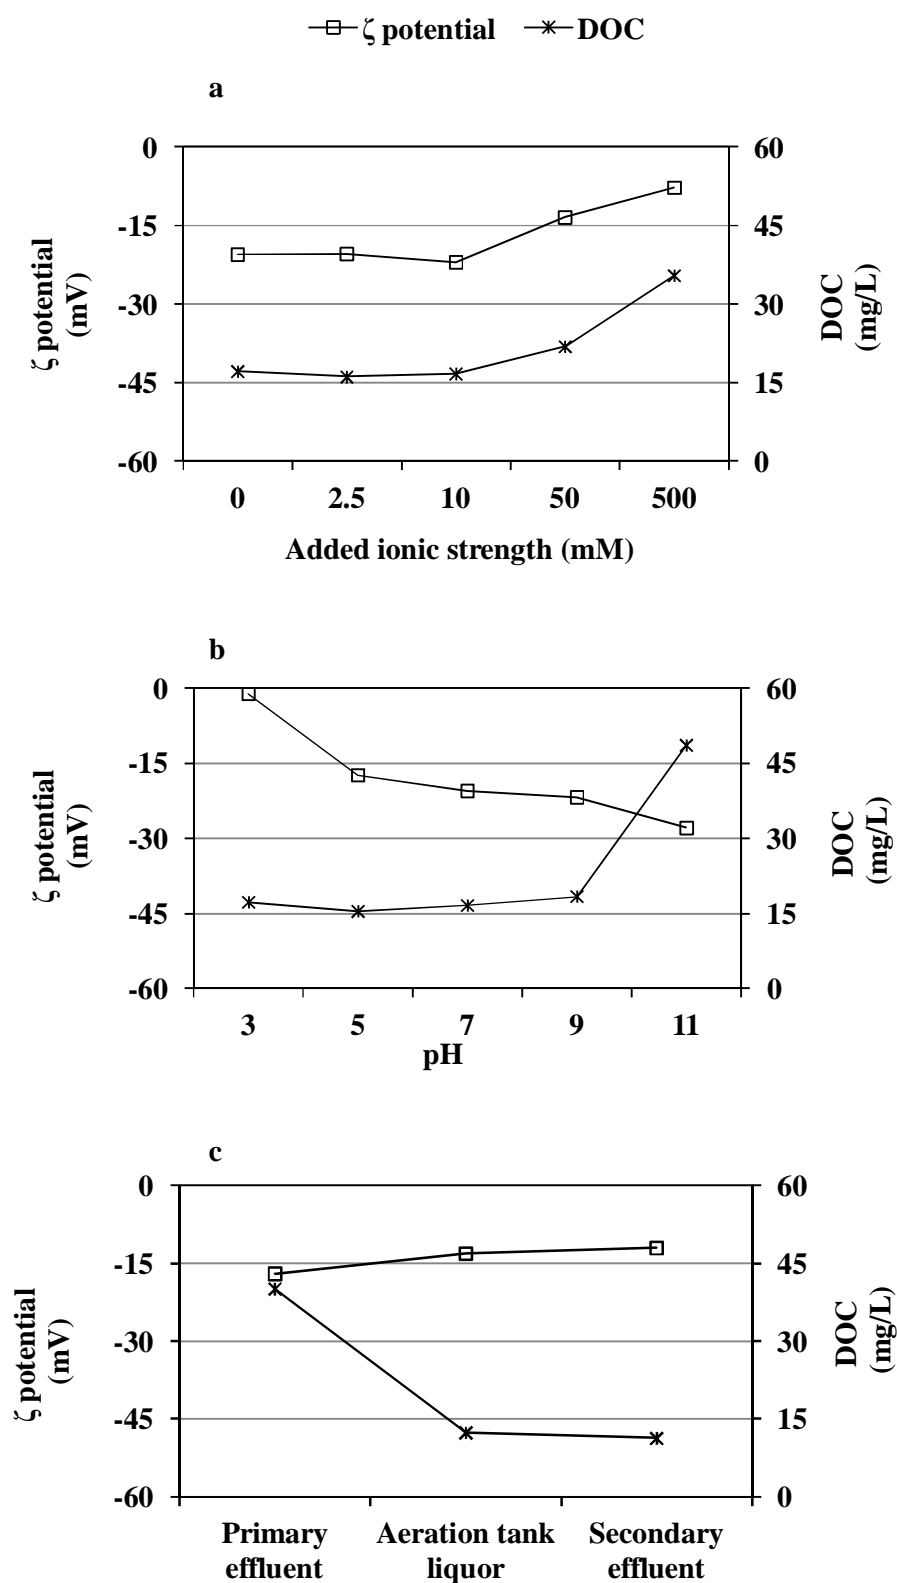 ζ potential DOC
a
0 60
-15 45
-30 30
-45 15
-60 0
ζ potential
(mV)
DOC
(mg/L)
0 2.5 10 50 500
Added ionic strength (mM)
b
0 60
-15 45
-30 30
-45 15
-60 0
ζ potential
(mV)
DOC
(mg/L)
3 5 7 9 11
pH
c
0 60
-15 45
-30 30
-45 15
-60 0
ζ potential
(mV)
DOC
(mg/L)
Primary Aeration tank Secondary
effluent liquor effluent